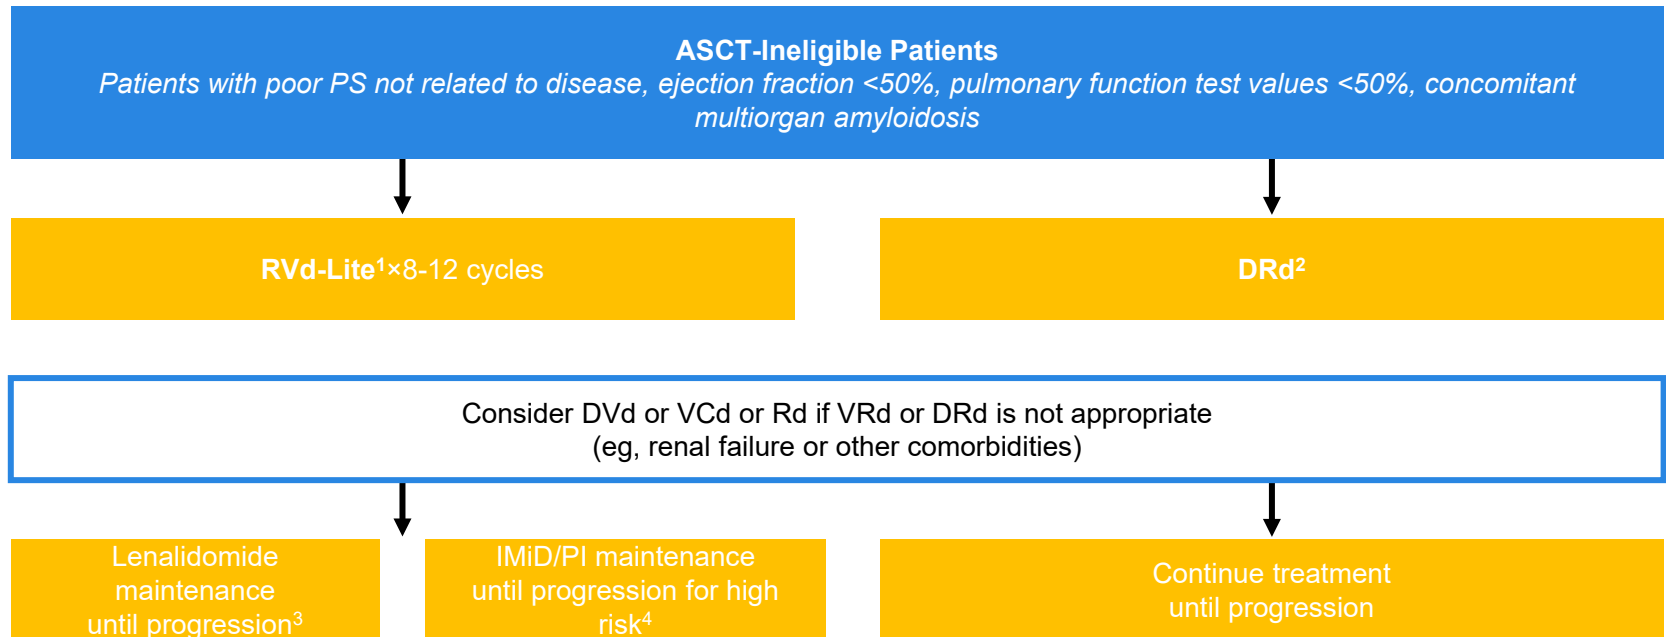 ASCT-Ineligible Patients
Patients with poor PS not related to disease, ejection fraction <50%, pulmonary function test values <50%, concomitant
multiorgan amyloidosis
RVd-Lite¹×8-12 cycles
DRd²
Consider DVd or VCd or Rd if VRd or DRd is not appropriate
(eg, renal failure or other comorbidities)
Lenalidomide
maintenance
until progression³
IMiD/PI maintenance
until progression for high
risk⁴
Continue treatment
until progression